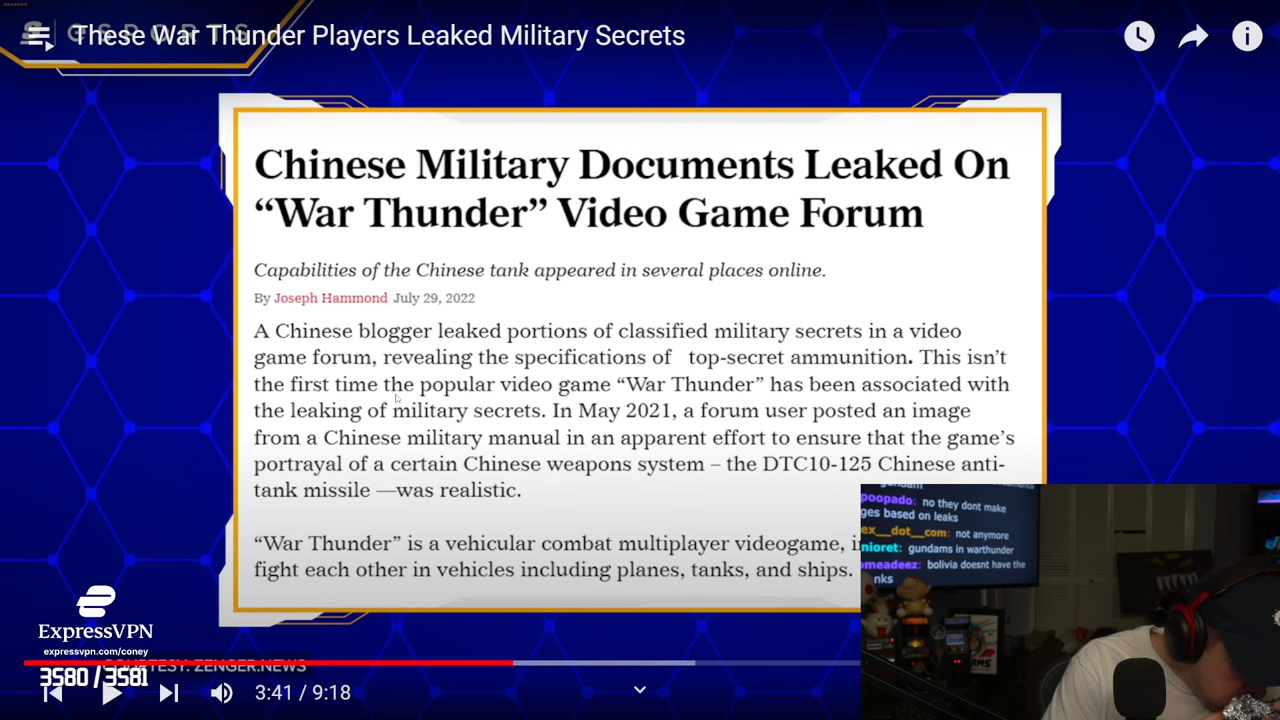 These War Thunder Players Leaked Military Secrets
Chinese Military Documents Leaked On
“War Thunder” Video Game Forum
Capabilities of the Chinese tank appeared in several places online.
By Joseph Hammond July 29, 2022
A Chinese blogger leaked portions of classified military secrets in a video
game forum, revealing the specifications of top-secret ammunition. This isn’t
the first time the popular video game “War Thunder” has been associated with
the leaking of military secrets. In May 2021, a forum user posted an image
from a Chinese military manual in an apparent effort to ensure that the game’s
portrayal of a certain Chinese weapons system – the DTC10-125 Chinese anti-
tank missile —was realistic.
“War Thunder” is a vehicular combat multiplayer videogame, i
fight each other in vehicles including planes, tanks, and ships.
gundam
poopado: no they dont make
ges based on leaks
ex__dot__com: not anymore
nioret: gundams in warthunder
omeadeez: bolivia doesnt have the
nks
ExpressVPN
expressvpn.com/coney
COURTESY: ZENGER.NEWS
3580 / 3581
3:41 / 9:18